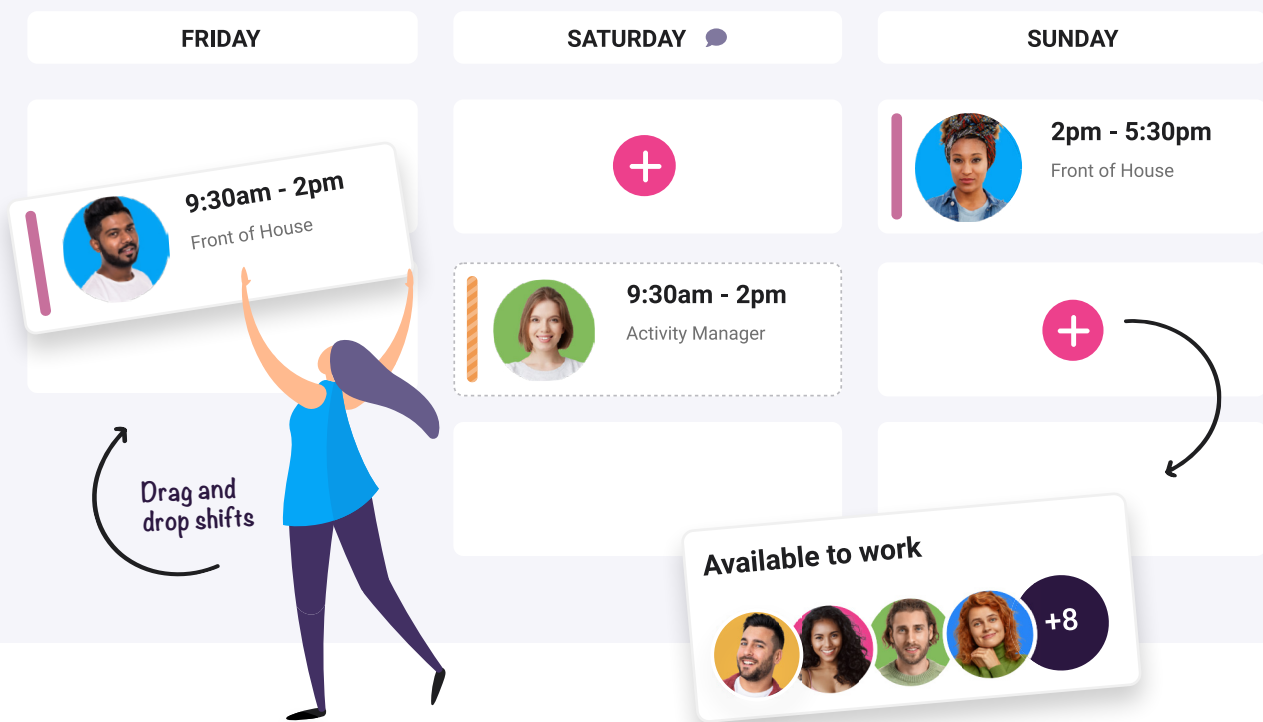 FRIDAY
SATURDAY
SUNDAY
9:30am - 2pm
Front of House
2pm - 5:30pm
Front of House
9:30am - 2pm
Activity Manager
Drag and
drop shifts
Available to work
+8